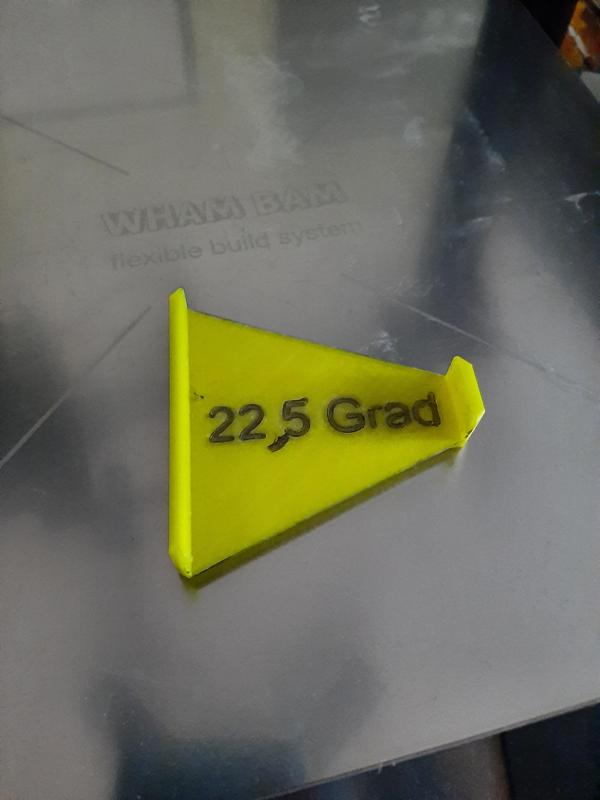 WHAM BAM
flexible build system
22,5 Grad